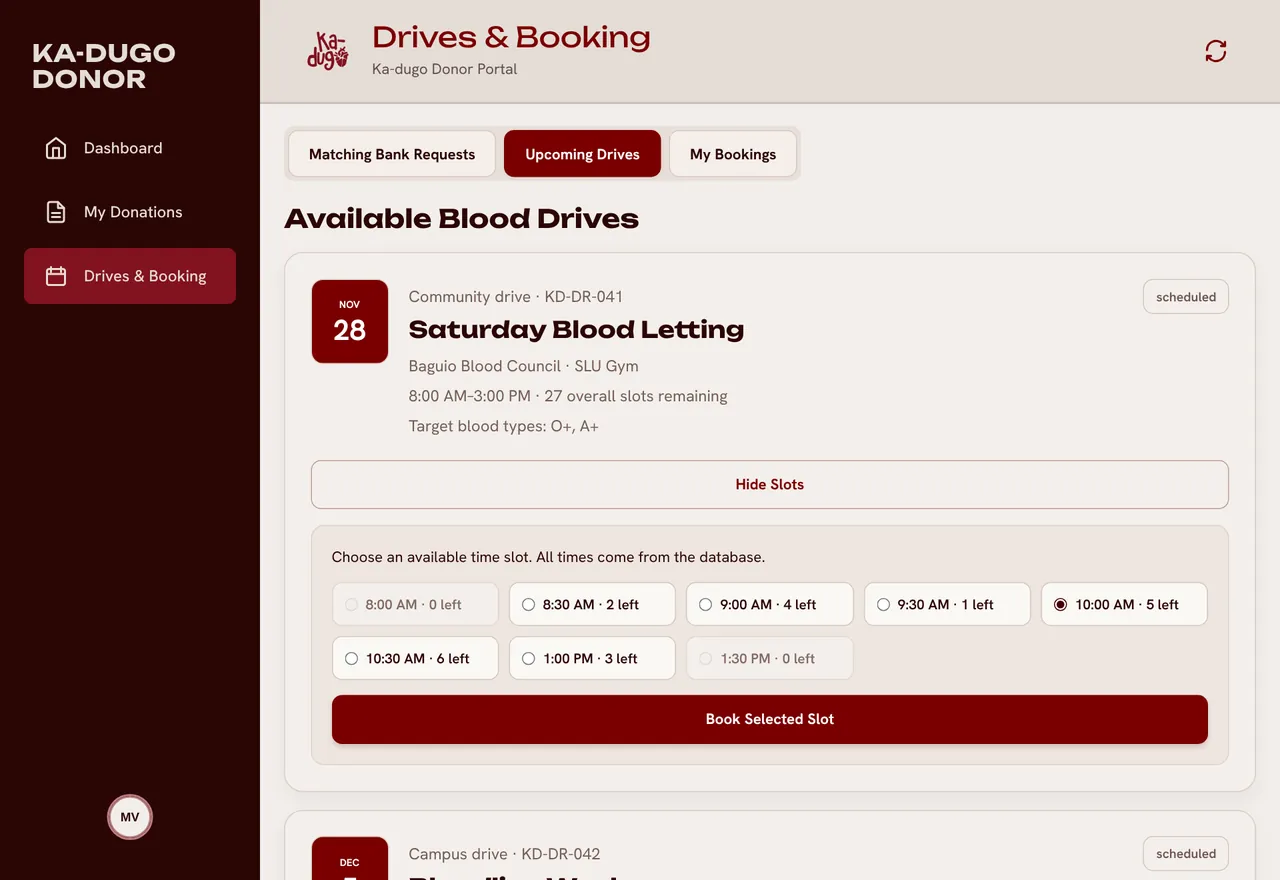 KA-DUGO
DONOR
Dashboard
My Donations
Drives & Booking
MV
Ka-
dugo
Drives & Booking
Ka-dugo Donor Portal
Matching Bank Requests
Upcoming Drives
My Bookings
Available Blood Drives
NOV
28
Community drive · KD-DR-041
scheduled
Saturday Blood Letting
Baguio Blood Council · SLU Gym
8:00 AM–3:00 PM · 27 overall slots remaining
Target blood types: O+, A+
Hide Slots
Choose an available time slot. All times come from the database.
8:00 AM · 0 left
8:30 AM · 2 left
9:00 AM · 4 left
9:30 AM · 1 left
10:00 AM · 5 left
10:30 AM · 6 left
1:00 PM · 3 left
1:30 PM · 0 left
Book Selected Slot
DEC
Campus drive · KD-DR-042
scheduled